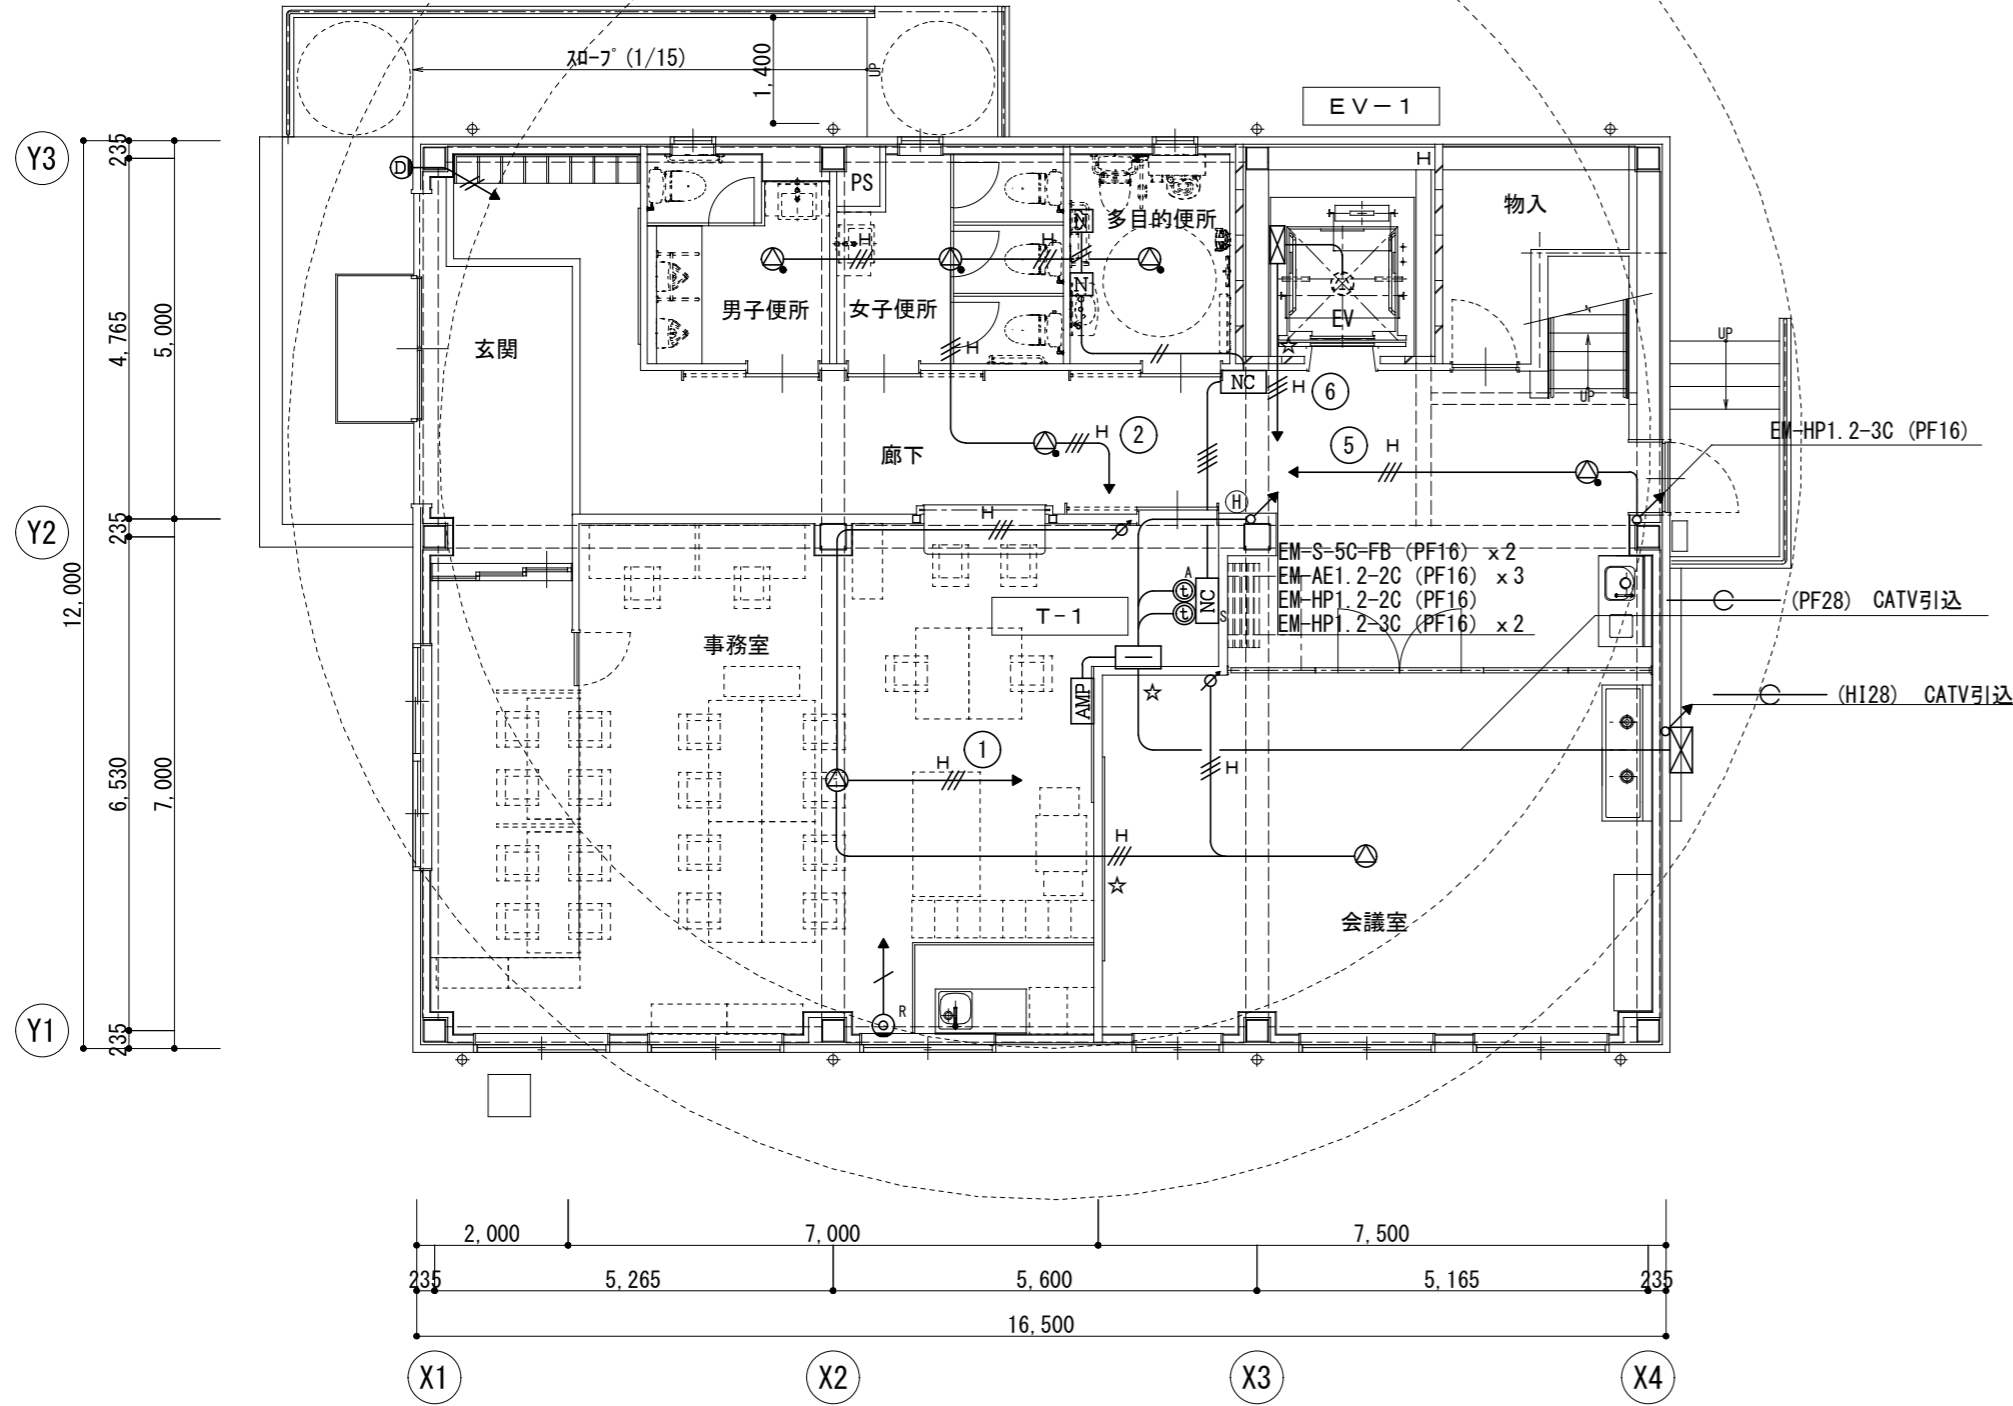 スロープ (1/15)
UP
1,400
EV-1
Y3
235
D
PS
H
物入
N
多目的便所
H
H
N
4,765
5,000
男子便所
女子便所
EV
玄関
H
☆
UP
UP
NC
H
6
H
2
廊下
5
H
EM-HP1.2-3C (PF16)
Y2
235
12,000
H
H
EM-S-5C-FB (PF16) x2
EM-AE1.2-2C (PF16) x3
EM-HP1.2-2C (PF16)
EM-HP1.2-3C (PF16) x2
A
t
t
NC
S
(PF28) CATV引込
T-1
事務室
AMP
☆
(HI28) CATV引込
1
H
H
6,530
7,000
H
☆
会議室
R
Y1
235
2,000
7,000
7,500
235
5,265
5,600
5,165
235
16,500
X1
X2
X3
X4